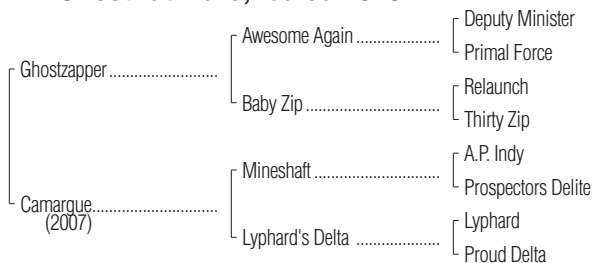 Deputy Minister
Awesome Again ....................
Primal Force
Ghostzapper ..........................
Relaunch
Baby Zip ................................
Thirty Zip
A.P. Indy
Mineshaft ..............................
Prospectors Delite
Camargue..............................
(2007)
Lyphard
Lyphard's Delta ....................
Proud Delta